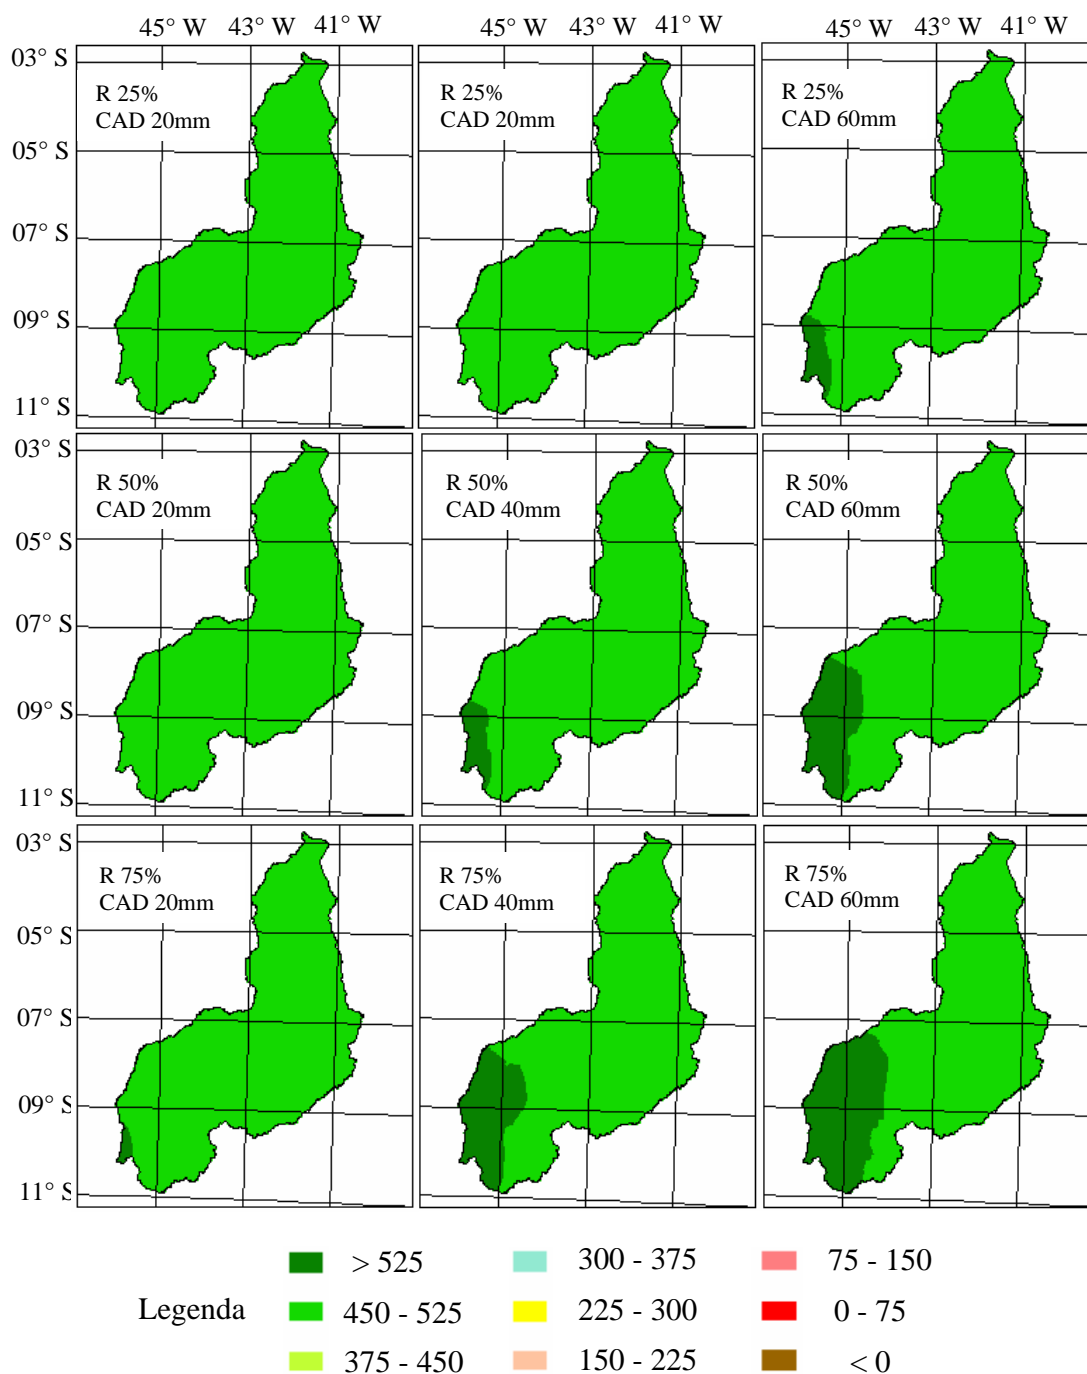 45° W 43° W 41° W 45° W 43° W 41° W 45° W 43° W 41° W
03° S
R 25%
CAD 20mm
R 25%
CAD 20mm
R 25%
CAD 60mm
05° S
07° S
09° S
11° S
03° S
R 50%
CAD 20mm
R 50%
CAD 40mm
R 50%
CAD 60mm
05° S
07° S
09° S
11° S
03° S
R 75%
CAD 20mm
R 75%
CAD 40mm
R 75%
CAD 60mm
05° S
07° S
09° S
11° S
> 525 300 - 375 75 - 150
Legenda 450 - 525 225 - 300 0 - 75
375 - 450 150 - 225 < 0